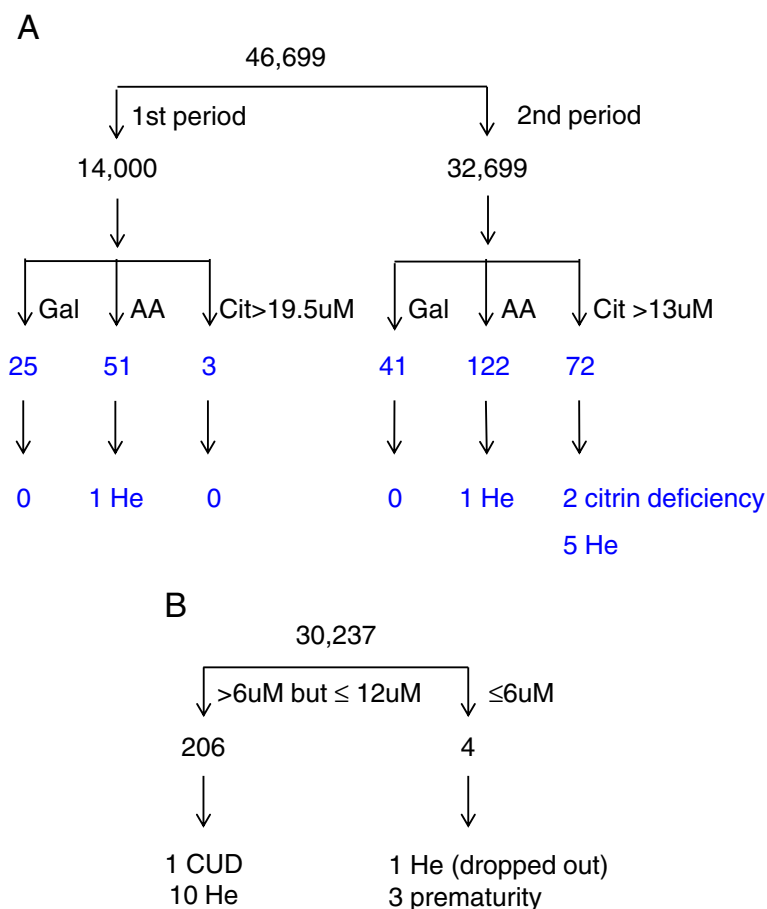 A
46,699
1st period
2nd period
14,000
32,699
Gal
AA
Cit>19.5uM
Gal
AA
Cit >13uM
25
51
3
41
122
72
0
1 He
0
0
1 He
2 citrin deficiency
5 He
B
30,237
>6uM but ≤ 12uM
≤6uM
206
4
1 CUD
10 He
1 He (dropped out)
3 prematurity